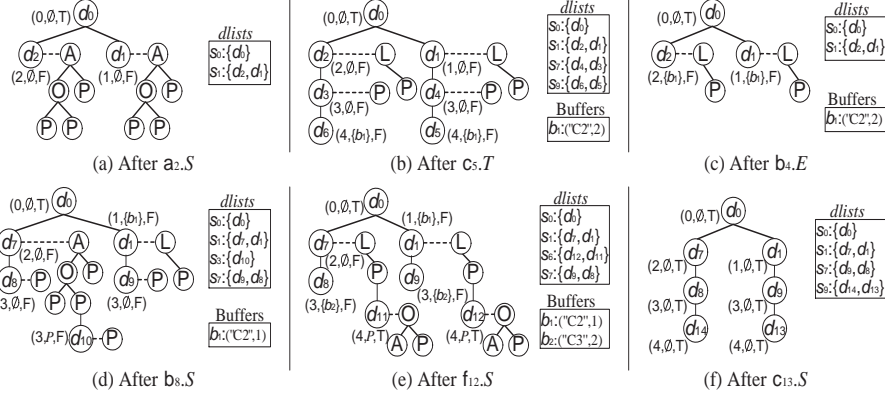 (0,∅,T) d₀
d₂ A d₁ A
(2,∅,F) (1,∅,F)
O P O P
P P P P
dlists
s₀:{d₀}
s₁:{d₂,d₁}
(a) After a₂.S
(0,∅,T) d₀
d₂ L d₁ L
(2,∅,F) (1,∅,F)
P P
d₃ P d₄ P
(3,∅,F) (3,∅,F)
d₆ (4,{b₁},F) d₅ (4,{b₁},F)
dlists
s₀:{d₀}
s₁:{d₂,d₁}
s₇:{d₄,d₃}
s₉:{d₆,d₅}
Buffers
b₁:("C2",2)
(b) After c₅.T
(0,∅,T) d₀
d₂ L d₁ L
(2,{b₁},F) (1,{b₁},F)
P P
dlists
s₀:{d₀}
s₁:{d₂,d₁}
Buffers
b₁:("C2",2)
(c) After b₄.E
(0,∅,T) d₀
(1,{b₁},F)
d₇ A d₁ L
(2,∅,F)
O P P
d₈ P d₉ P
(3,∅,F) P P (3,∅,F)
(3,P,F) d₁₀ P
dlists
s₀:{d₀}
s₁:{d₇,d₁}
s₆:{d₁₀}
s₇:{d₉,d₈}
Buffers
b₁:("C2",1)
(d) After b₈.S
(0,∅,T) d₀
(1,{b₁},F)
d₇ L d₁ L
(2,∅,F)
d₈ P d₉ P
(3,{b₂},F) (3,{b₂},F)
d₁₁ O d₁₂ O
(4,P,T) A P (4,P,T) A P
dlists
s₀:{d₀}
s₁:{d₇,d₁}
s₆:{d₁₂,d₁₁}
s₇:{d₉,d₈}
Buffers
b₁:("C2",1)
b₂:("C3",2)
(e) After f₁₂.S
(0,∅,T) d₀
d₇ d₁
(2,∅,T) (1,∅,T)
d₈ d₉
(3,∅,T) (3,∅,T)
d₁₄ d₁₃
(4,∅,T) (4,∅,T)
dlists
s₀:{d₀}
s₁:{d₇,d₁}
s₇:{d₉,d₈}
s₉:{d₁₄,d₁₃}
(f) After c₁₃.S